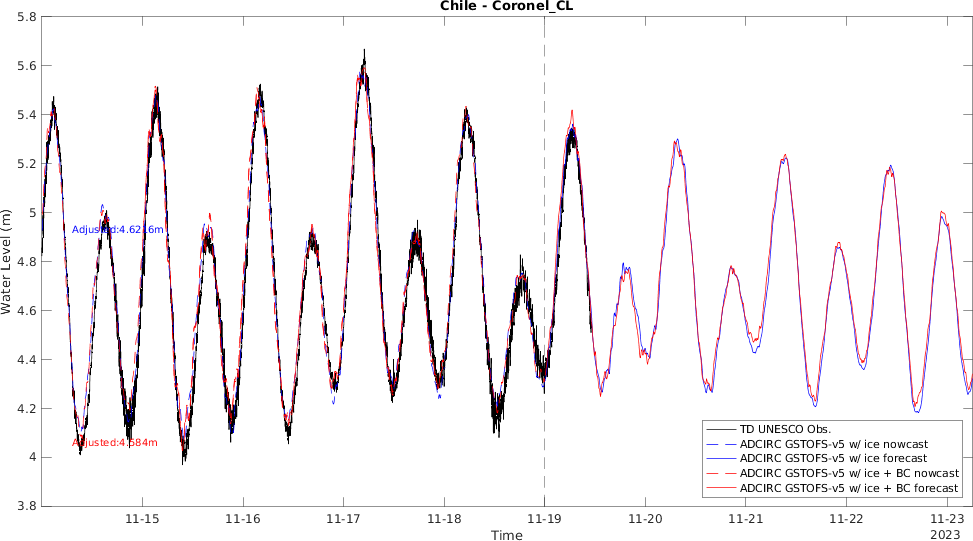 Chile - Coronel_CL
5.8
5.6
5.4
5.2
5
4.8
4.6
4.4
4.2
4
3.8
Water Level (m)
Adjusted:4.6216m
Adjusted:4.584m
TD UNESCO Obs.
ADCIRC GSTOFS-v5 w/ ice nowcast
ADCIRC GSTOFS-v5 w/ ice forecast
ADCIRC GSTOFS-v5 w/ ice + BC nowcast
ADCIRC GSTOFS-v5 w/ ice + BC forecast
11-15 11-16 11-17 11-18 11-19 11-20 11-21 11-22 11-23
2023
Time